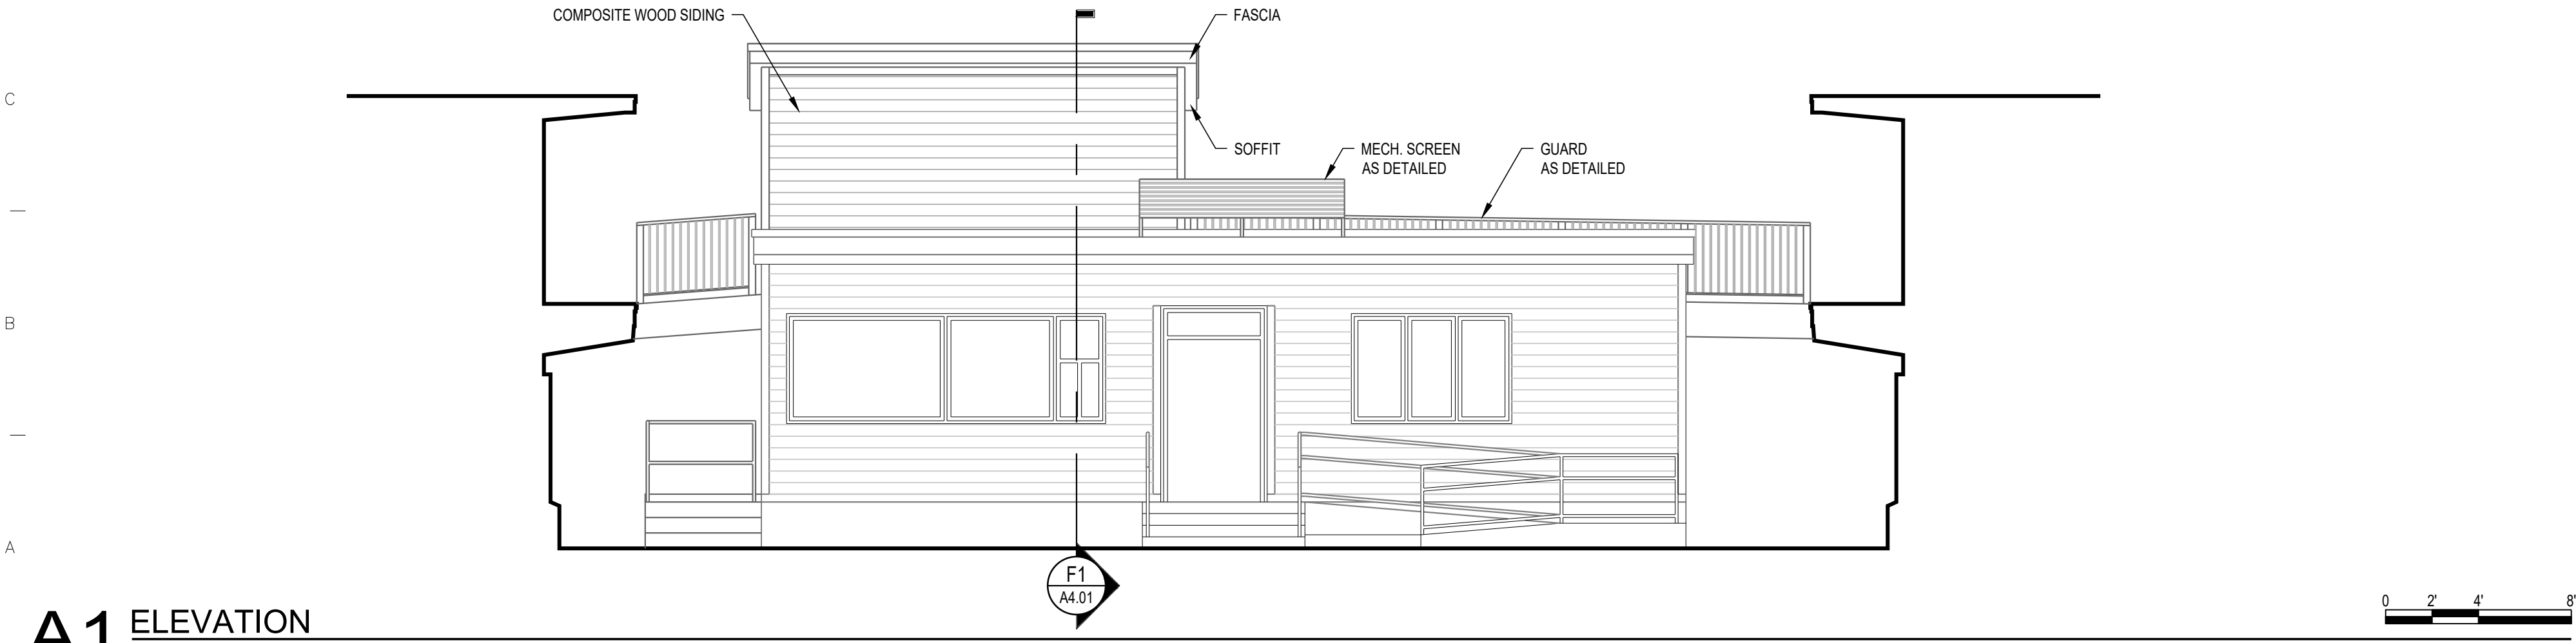 COMPOSITE WOOD SIDING
FASCIA
C
SOFFIT
MECH. SCREEN
AS DETAILED
GUARD
AS DETAILED
B
A
F1
A4.01
A1 ELEVATION
0 2' 4' 8'